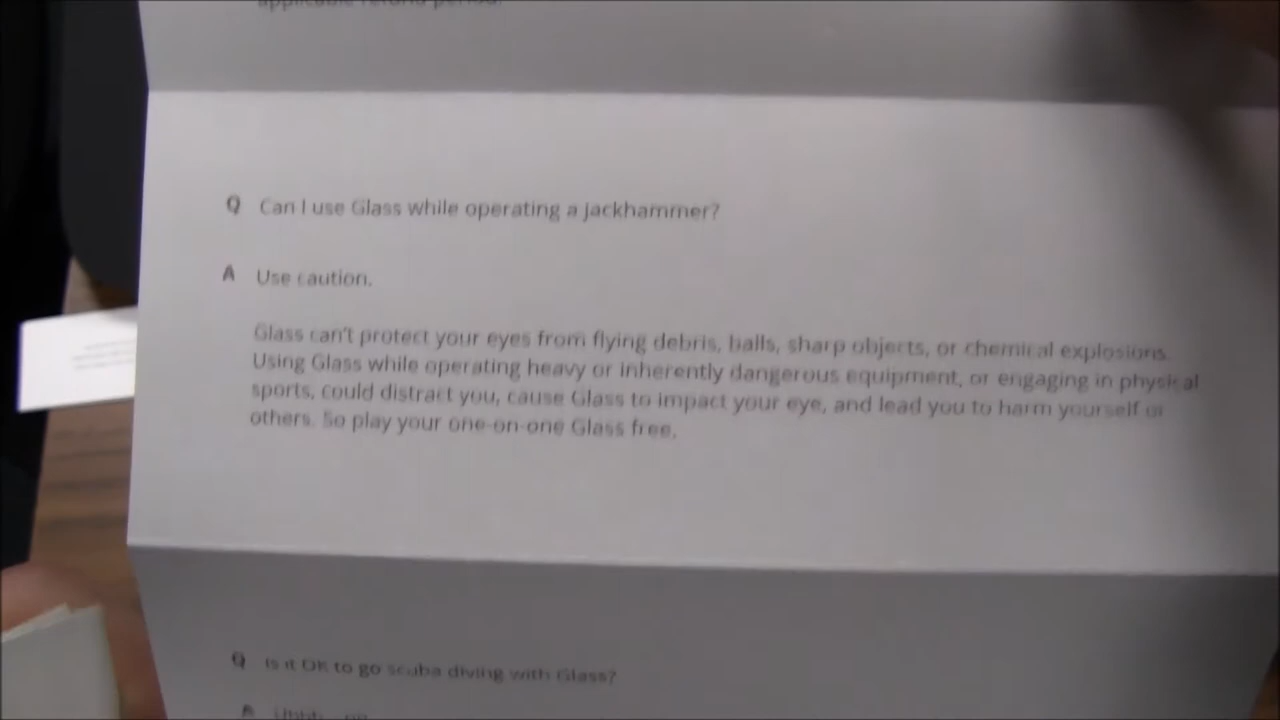 applicable refund period.
Q Can I use Glass while operating a jackhammer?
A Use caution.
Glass can't protect your eyes from flying debris, balls, sharp objects, or chemical explosions.
Using Glass while operating heavy or inherently dangerous equipment, or engaging in physical
sports, could distract you, cause Glass to impact your eye, and lead you to harm yourself or
others. So play your one-on-one Glass free.
Q Is it OK to go scuba diving with Glass?
A